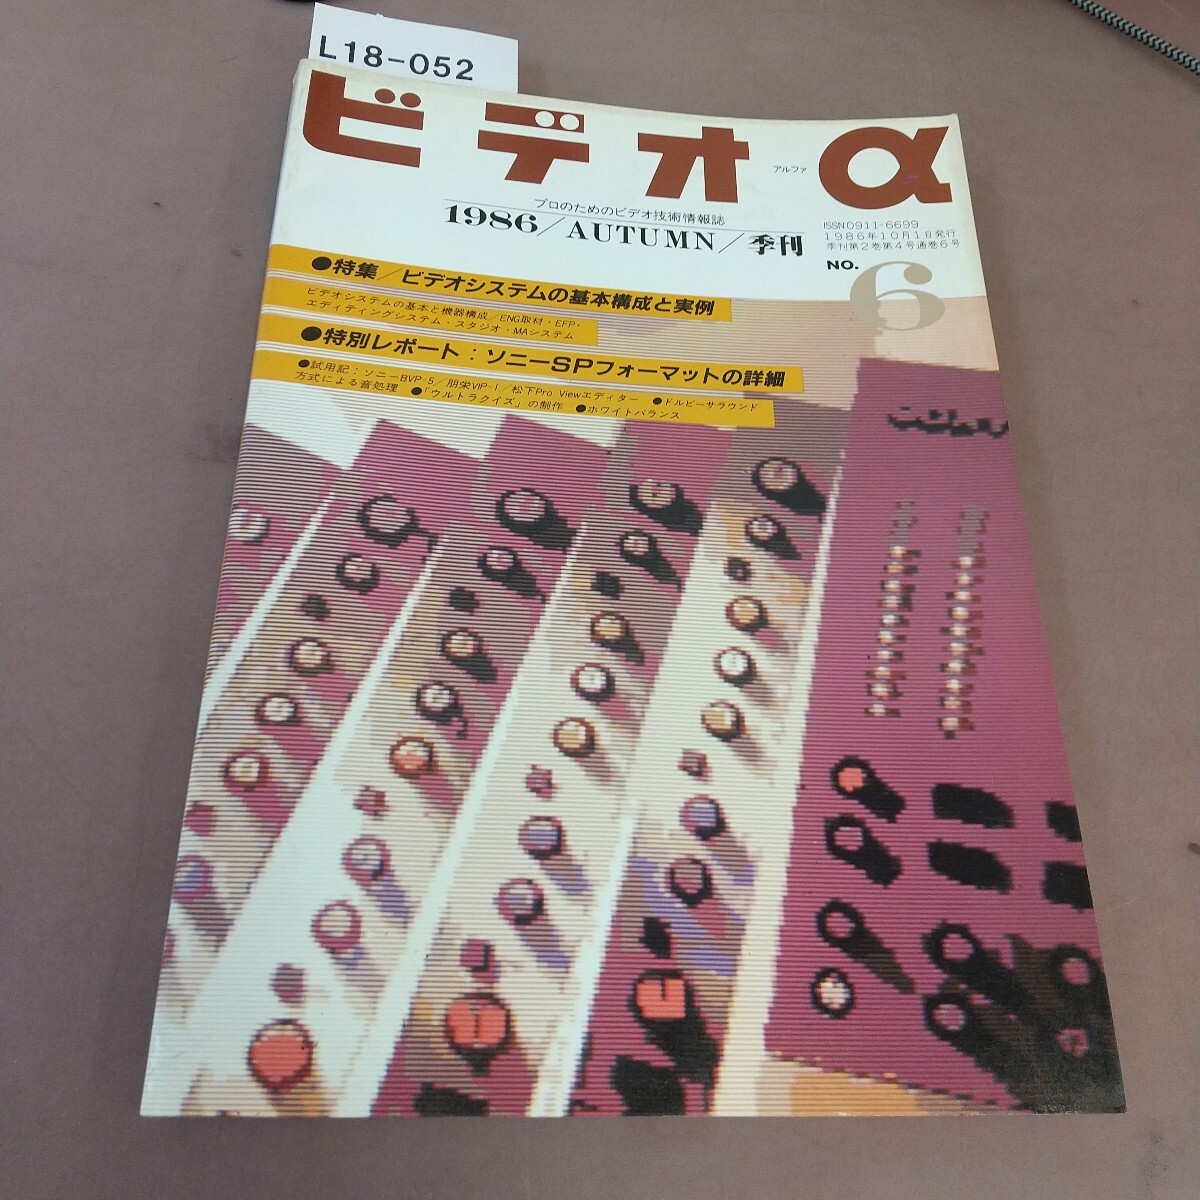 L18-052
ビデオα
アルファ
プロのためのビデオ技術情報誌
1986/AUTUMN/季刊
ISSN0911-6699
1986年10月1日発行
季刊第2巻第4号通巻6号
NO. 6
●特集/ビデオシステムの基本構成と実例
ビデオシステムの基本と機器構成/ENG取材・EFP・
エディティングシステム・スタジオ・MAシステム
●特別レポート:ソニーSPフォーマットの詳細
●試用記:ソニーBVP-5/朋栄VIP-1/松下Pro Viewエディター ●ドルビーサラウンド
方式による音処理 ●「ウルトラクイズ」の制作 ●ホワイトバランス